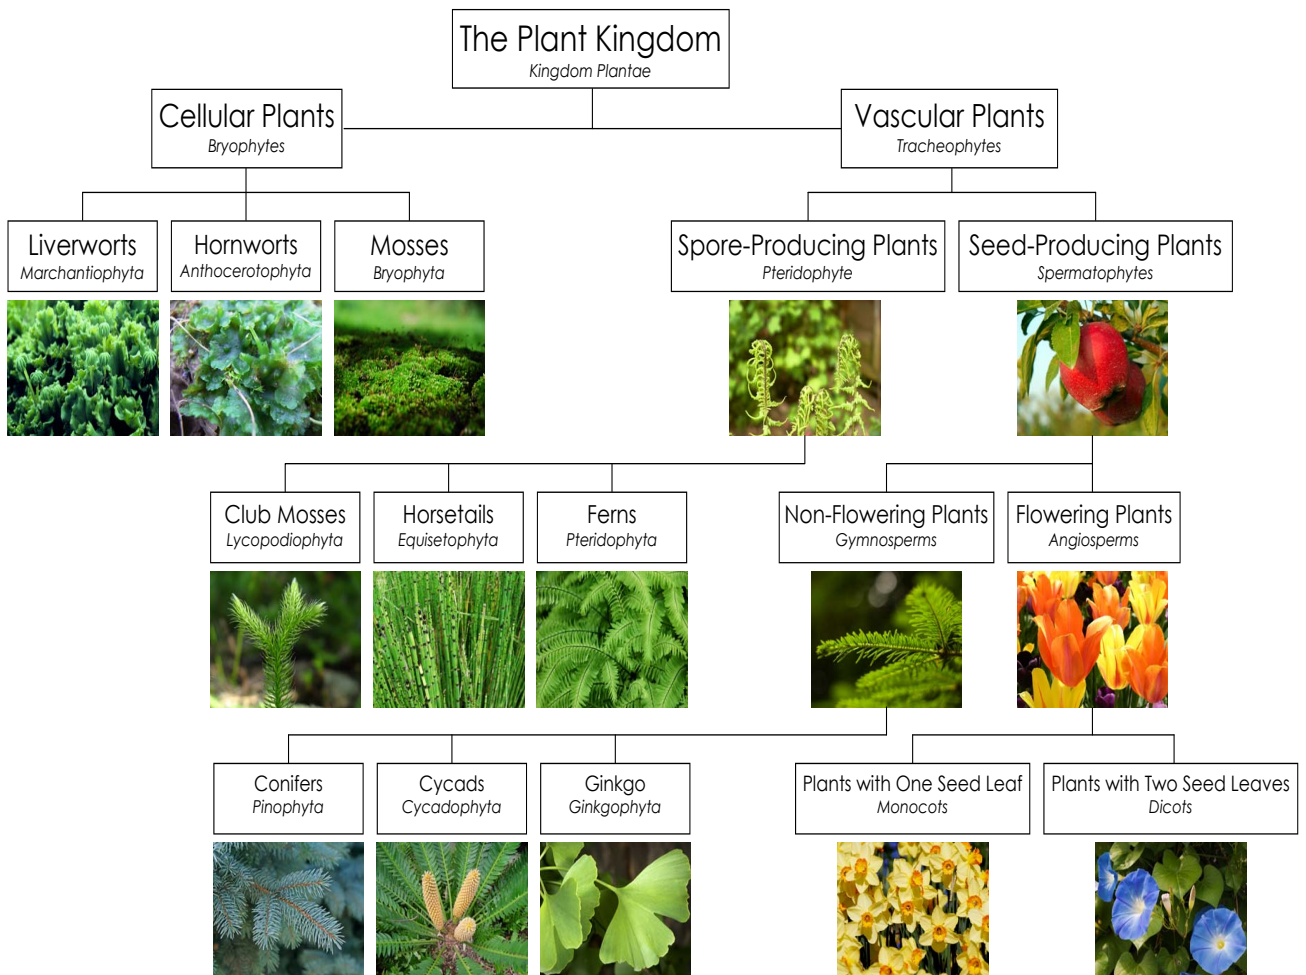 The Plant Kingdom
Kingdom Plantae
Cellular Plants
Bryophytes
Vascular Plants
Tracheophytes
Liverworts
Marchantiophyta
Hornworts
Anthocerotophyta
Mosses
Bryophyta
Spore-Producing Plants
Pteridophyte
Seed-Producing Plants
Spermatophytes
Club Mosses
Lycopodiophyta
Horsetails
Equisetophyta
Ferns
Pteridophyta
Non-Flowering Plants
Gymnosperms
Flowering Plants
Angiosperms
Conifers
Pinophyta
Cycads
Cycadophyta
Ginkgo
Ginkgophyta
Plants with One Seed Leaf
Monocots
Plants with Two Seed Leaves
Dicots